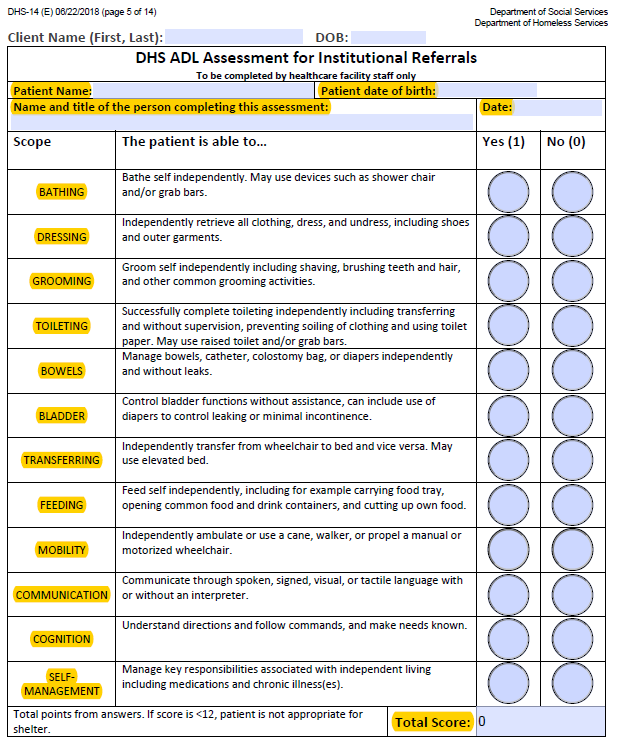 DHS-14 (E) 06/22/2018 (page 5 of 14)
Department of Social Services
Department of Homeless Services
Client Name (First, Last):
DOB:
DHS ADL Assessment for Institutional Referrals
To be completed by healthcare facility staff only
Patient Name:
Patient date of birth:
Name and title of the person completing this assessment:
Date:
Scope
The patient is able to...
Yes (1)
No (0)
BATHING
Bathe self independently. May use devices such as shower chair
and/or grab bars.
DRESSING
Independently retrieve all clothing, dress, and undress, including shoes
and outer garments.
GROOMING
Groom self independently including shaving, brushing teeth and hair,
and other common grooming activities.
TOILETING
Successfully complete toileting independently including transferring
and without supervision, preventing soiling of clothing and using toilet
paper. May use raised toilet and/or grab bars.
BOWELS
Manage bowels, catheter, colostomy bag, or diapers independently
and without leaks.
BLADDER
Control bladder functions without assistance, can include use of
diapers to control leaking or minimal incontinence.
TRANSFERRING
Independently transfer from wheelchair to bed and vice versa. May
use elevated bed.
FEEDING
Feed self independently, including for example carrying food tray,
opening common food and drink containers, and cutting up own food.
MOBILITY
Independently ambulate or use a cane, walker, or propel a manual or
motorized wheelchair.
COMMUNICATION
Communicate through spoken, signed, visual, or tactile language with
or without an interpreter.
COGNITION
Understand directions and follow commands, and make needs known.
SELF-
MANAGEMENT
Manage key responsibilities associated with independent living
including medications and chronic illness(es).
Total points from answers. If score is <12, patient is not appropriate for
shelter.
Total Score:
0